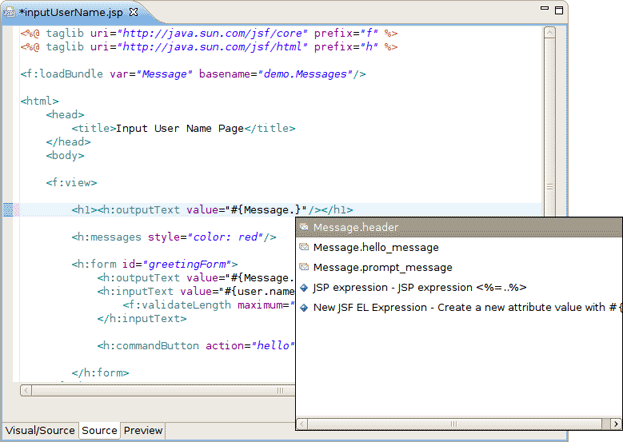 *inputUserName.jsp
<%@ taglib uri="http://java.sun.com/jsf/core" prefix="f" %>
<%@ taglib uri="http://java.sun.com/jsf/html" prefix="h" %>
<f:loadBundle var="Message" basename="demo.Messages"/>
<html>
<head>
<title>Input User Name Page</title>
</head>
<body>
<f:view>
<h1><h:outputText value="#{Message.}"/></h1>
<h:messages style="color: red"/>
<h:form id="greetingForm">
<h:outputText value="#{Message.
<h:inputText value="#{user.name
<f:validateLength maximum="
</h:inputText>
<h:commandButton action="hello"
</h:form>
Message.header
Message.hello_message
Message.prompt_message
JSP expression - JSP expression <%=..%>
New JSF EL Expression - Create a new attribute value with #{
Visual/Source Source Preview